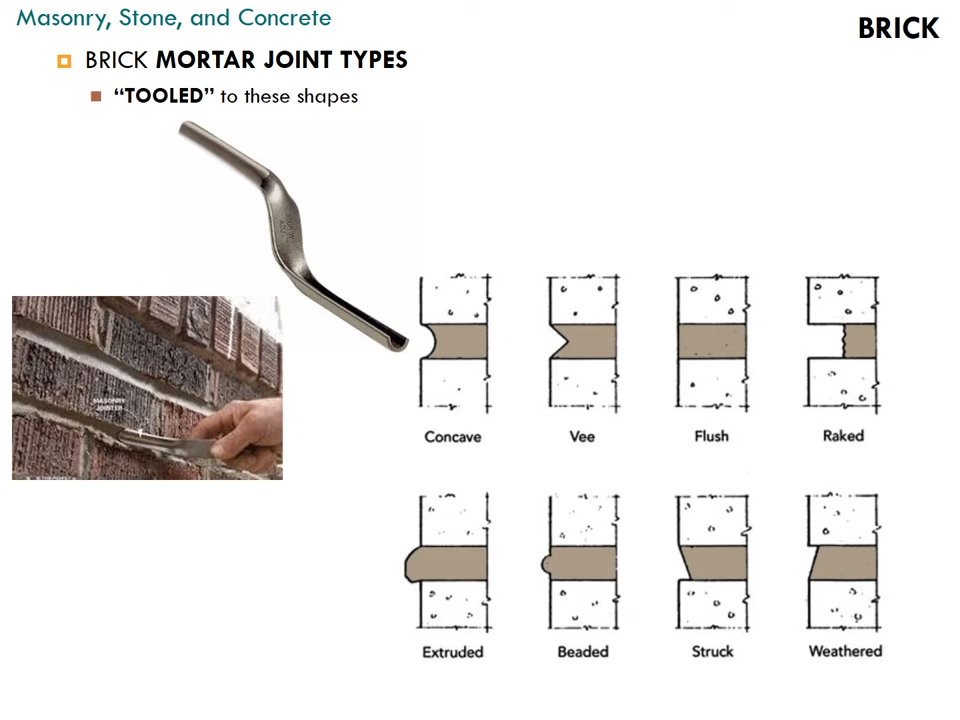 Masonry, Stone, and Concrete
BRICK
BRICK MORTAR JOINT TYPES
“TOOLED” to these shapes
MASONRY
JOINTER
Concave
Vee
Flush
Raked
Extruded
Beaded
Struck
Weathered